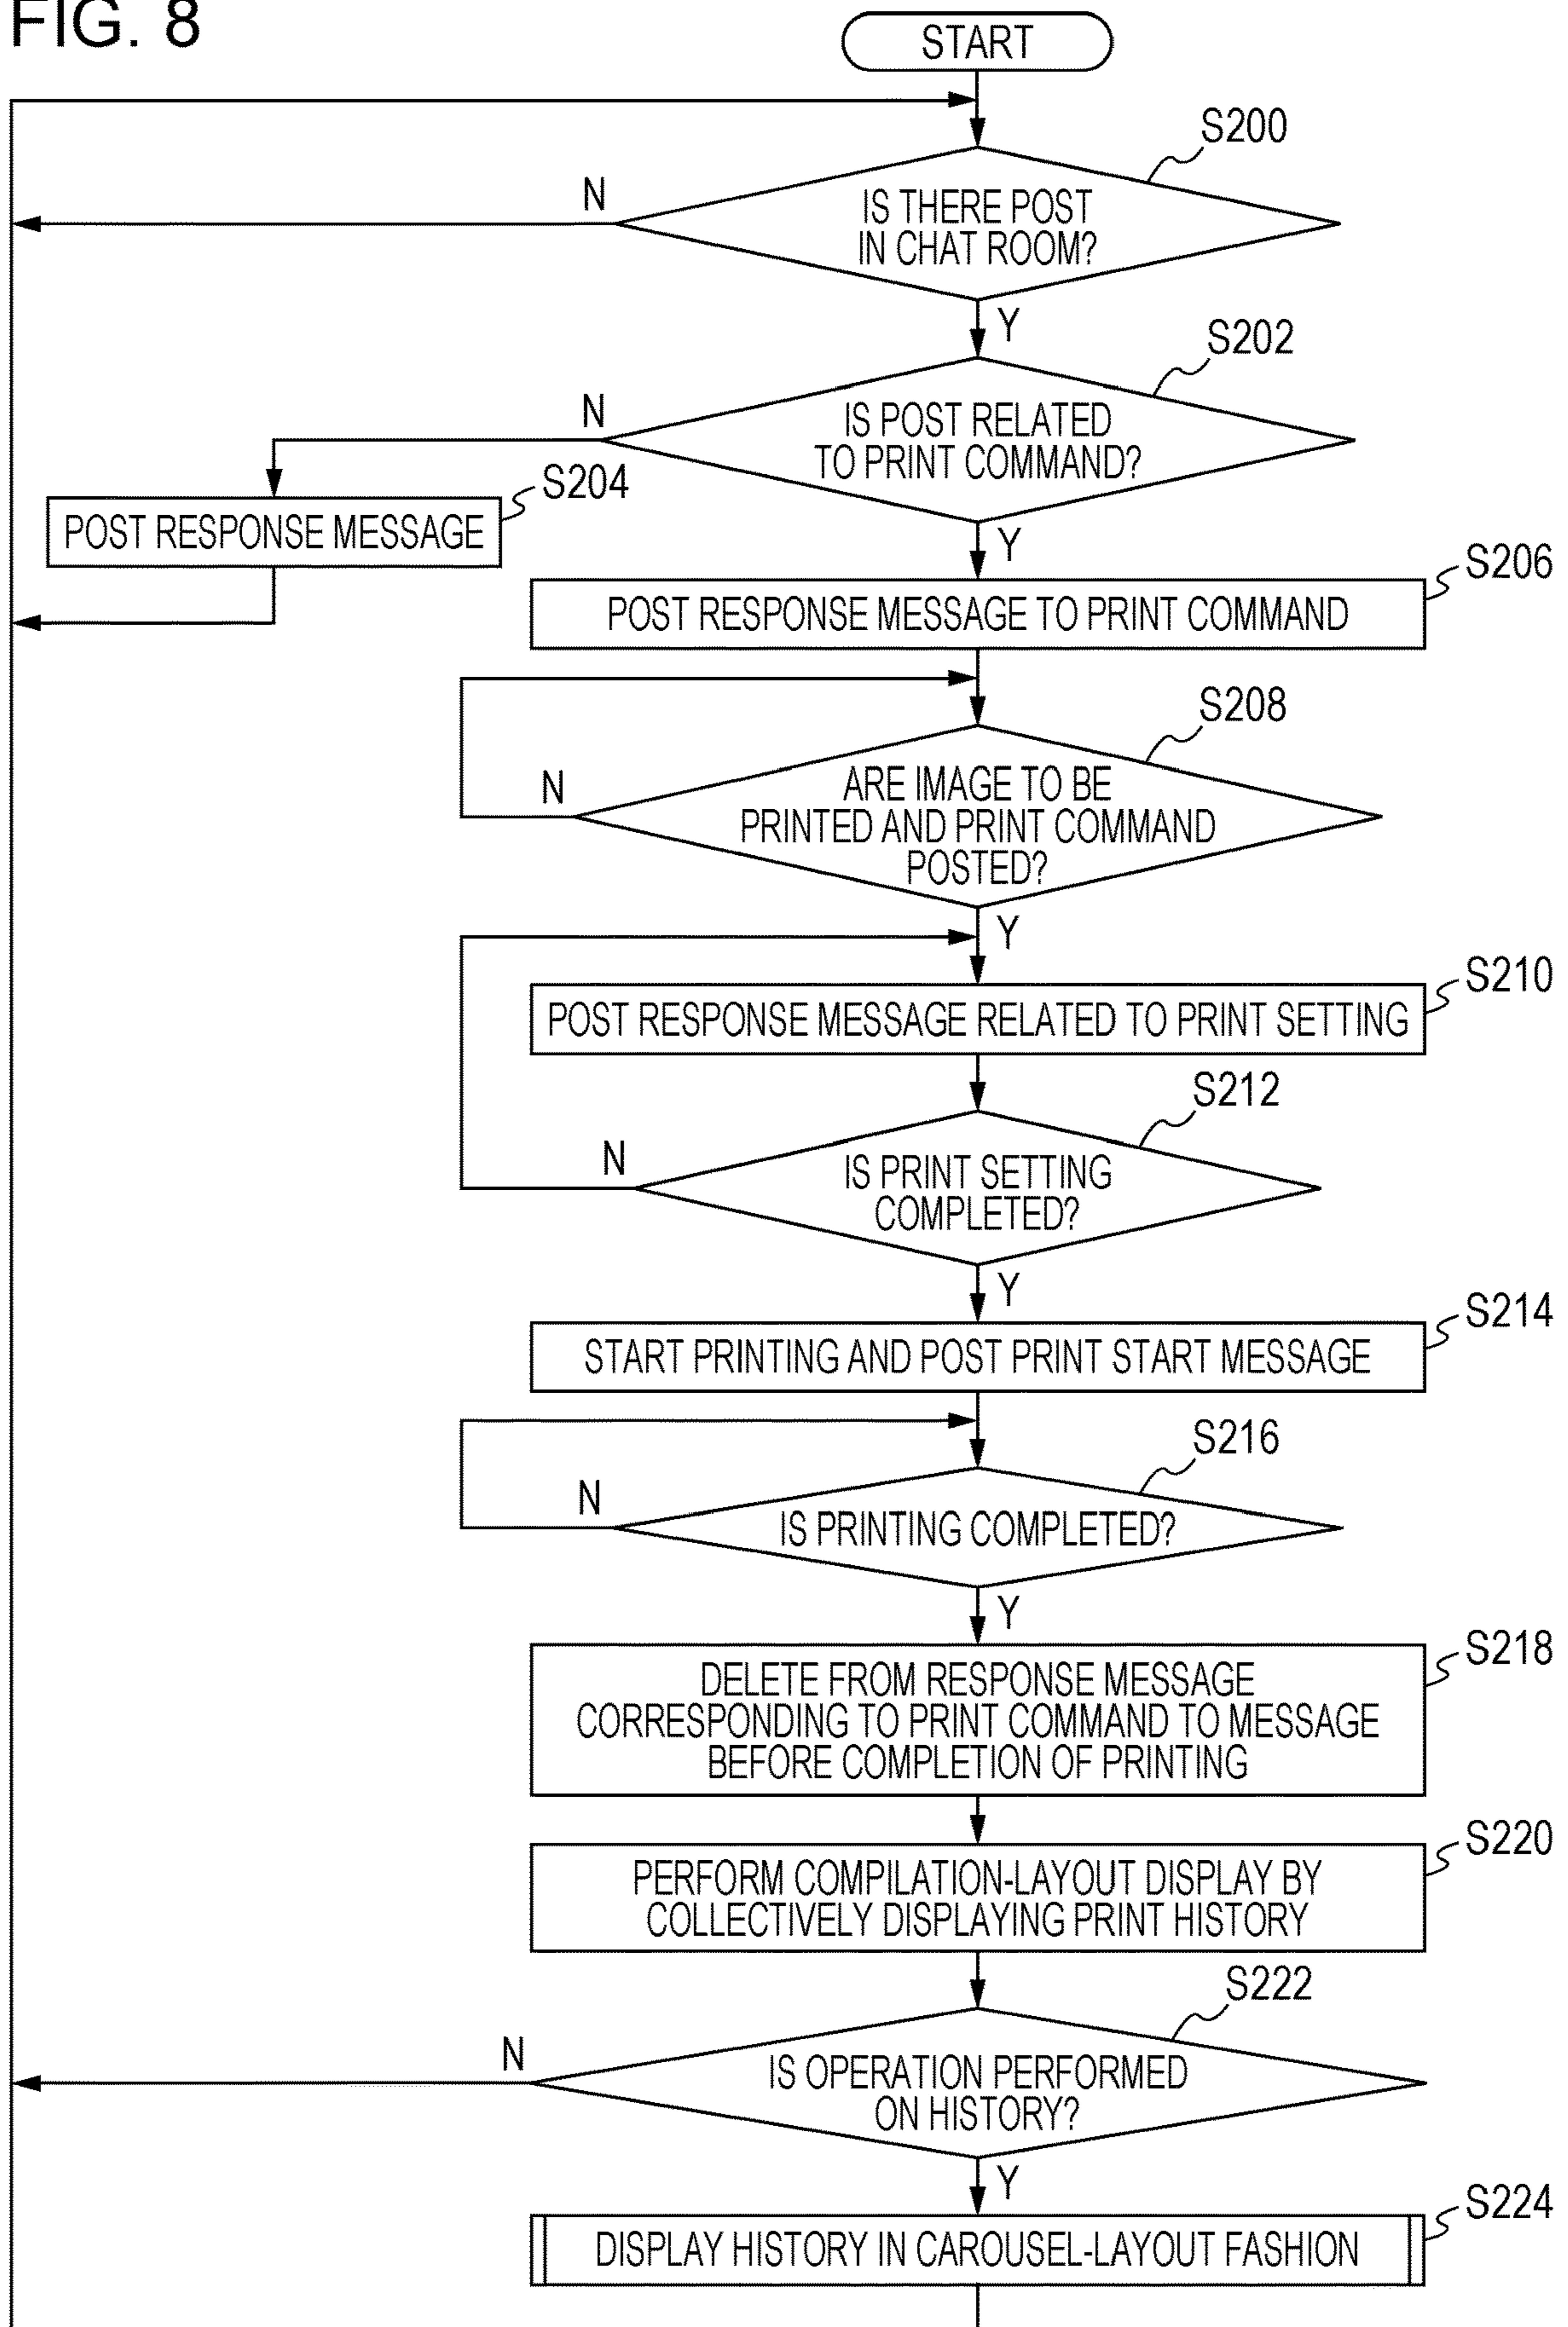 FIG. 8
START
S200
N
IS THERE POST
IN CHAT ROOM?
Y
S202
N
IS POST RELATED
TO PRINT COMMAND?
S204
POST RESPONSE MESSAGE
Y
S206
POST RESPONSE MESSAGE TO PRINT COMMAND
S208
N
ARE IMAGE TO BE
PRINTED AND PRINT COMMAND
POSTED?
Y
S210
POST RESPONSE MESSAGE RELATED TO PRINT SETTING
S212
N
IS PRINT SETTING
COMPLETED?
Y
S214
START PRINTING AND POST PRINT START MESSAGE
S216
N
IS PRINTING COMPLETED?
Y
S218
DELETE FROM RESPONSE MESSAGE
CORRESPONDING TO PRINT COMMAND TO MESSAGE
BEFORE COMPLETION OF PRINTING
S220
PERFORM COMPILATION-LAYOUT DISPLAY BY
COLLECTIVELY DISPLAYING PRINT HISTORY
S222
N
IS OPERATION PERFORMED
ON HISTORY?
Y
S224
DISPLAY HISTORY IN CAROUSEL-LAYOUT FASHION